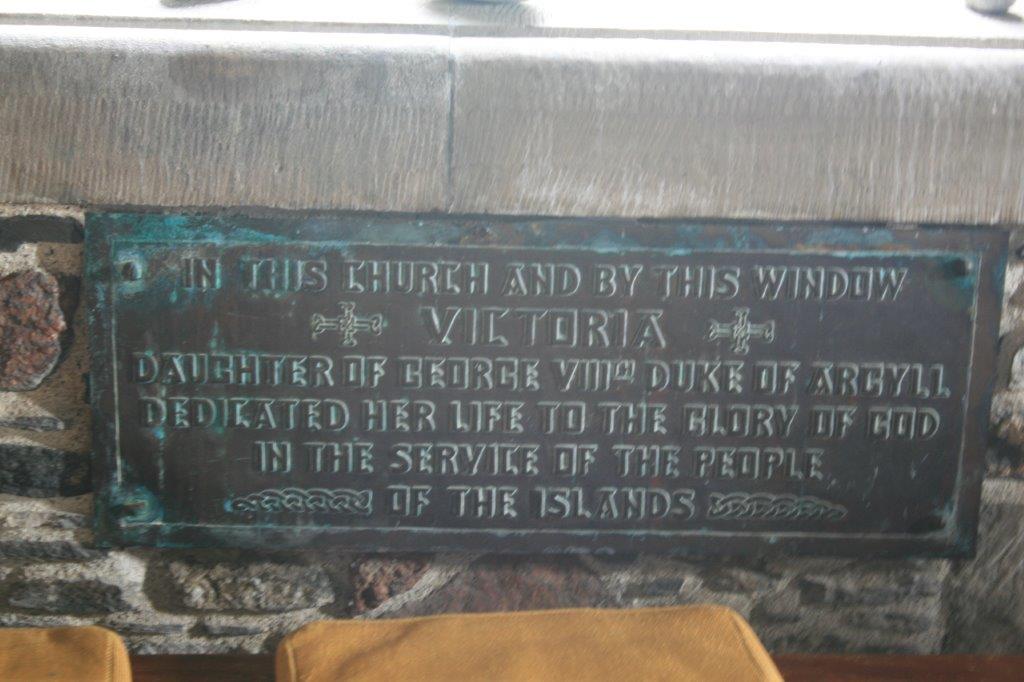 IN THIS CHURCH AND BY THIS WINDOW
VICTORIA
DAUGHTER OF GEORGE VIIITH DUKE OF ARGYLL
DEDICATED HER LIFE TO THE GLORY OF GOD
IN THE SERVICE OF THE PEOPLE
OF THE ISLANDS